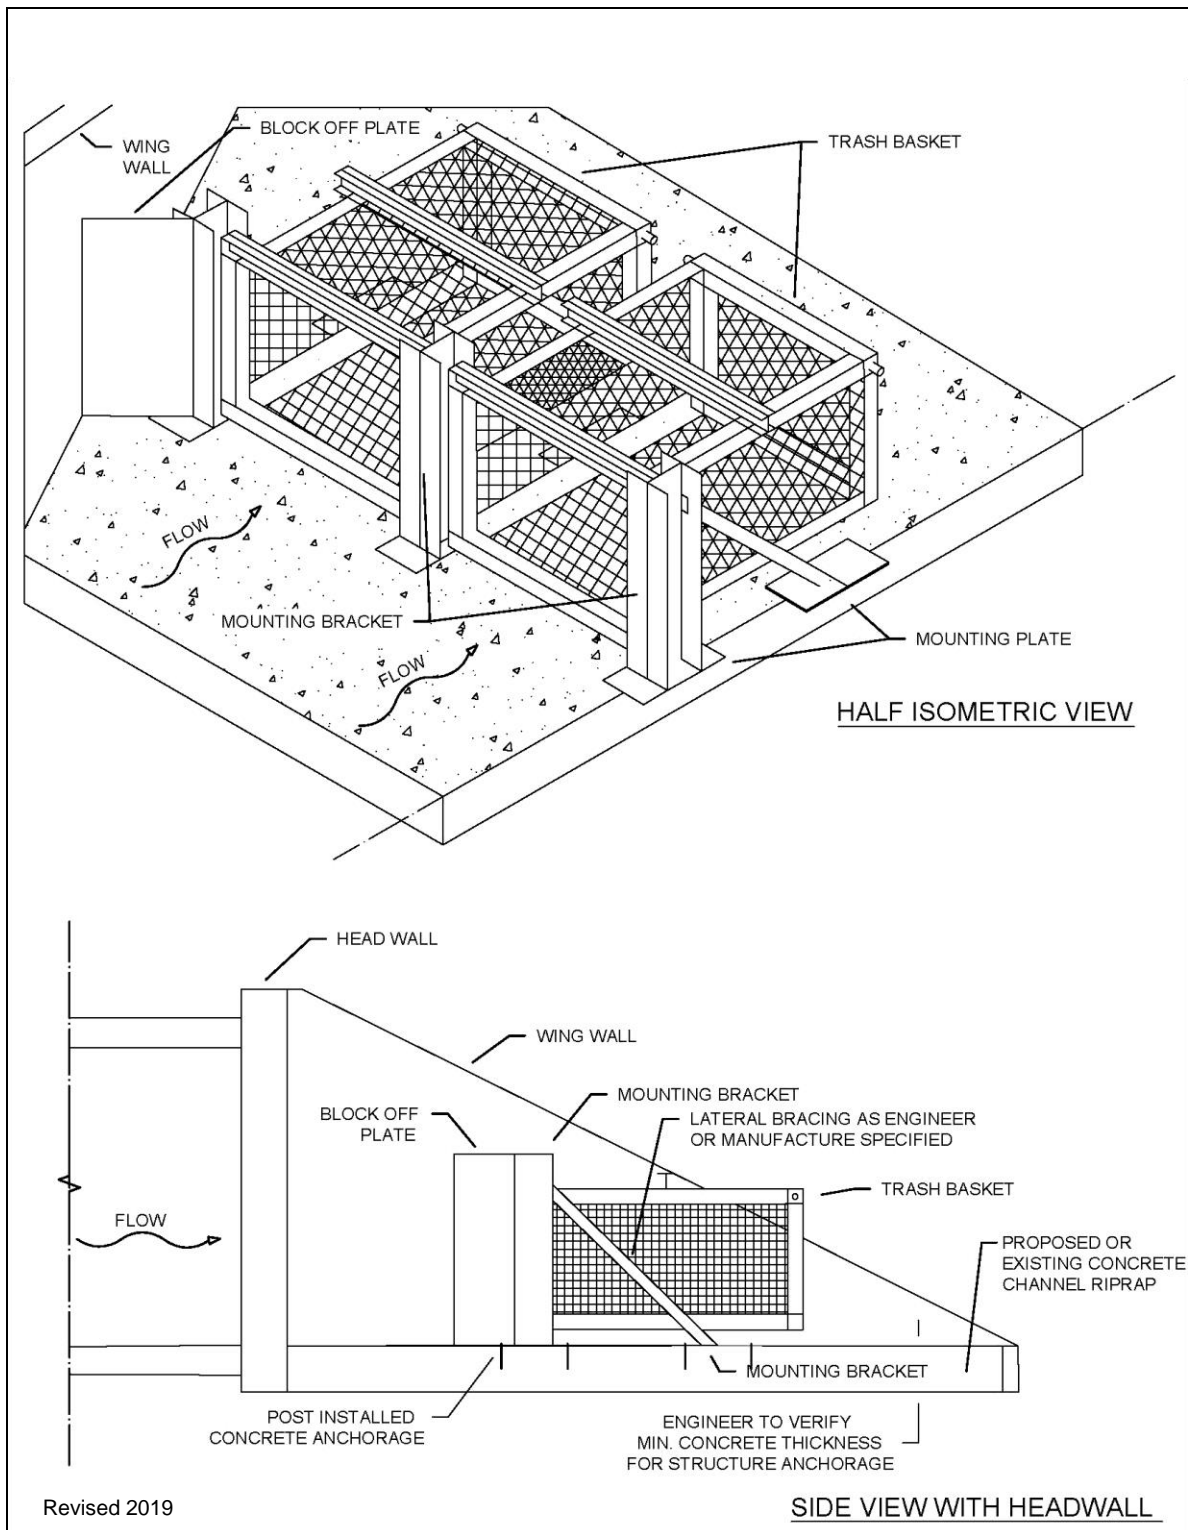 BLOCK OFF PLATE
WING
WALL
TRASH BASKET
FLOW
MOUNTING BRACKET
FLOW
MOUNTING PLATE
HALF ISOMETRIC VIEW
HEAD WALL
WING WALL
MOUNTING BRACKET
BLOCK OFF
PLATE
LATERAL BRACING AS ENGINEER
OR MANUFACTURE SPECIFIED
TRASH BASKET
FLOW
PROPOSED OR
EXISTING CONCRETE
CHANNEL RIPRAP
MOUNTING BRACKET
POST INSTALLED
CONCRETE ANCHORAGE
ENGINEER TO VERIFY
MIN. CONCRETE THICKNESS
FOR STRUCTURE ANCHORAGE
Revised 2019
SIDE VIEW WITH HEADWALL